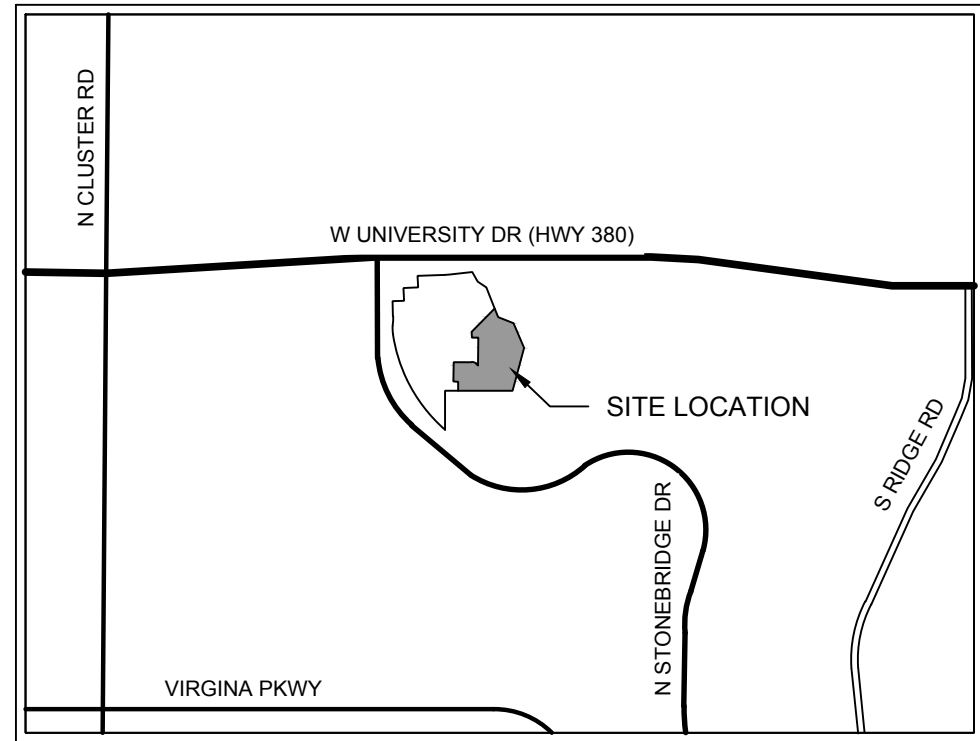 N CLUSTER RD
W UNIVERSITY DR (HWY 380)
SITE LOCATION
S RIDGE RD
N STONEBRIDGE DR
VIRGINA PKWY